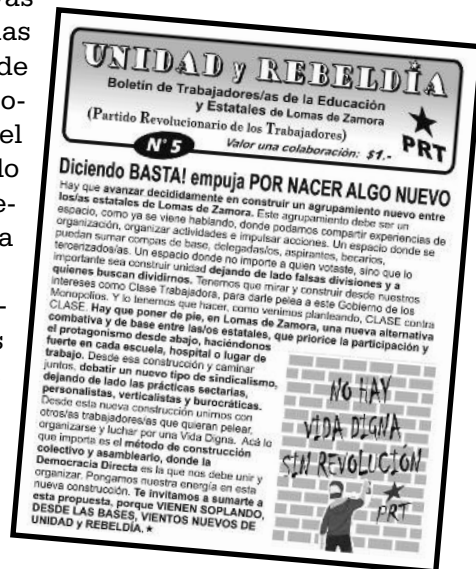 vas
las
de
o-
el
lo
e-
a
-
s
UNIDAD y REBELDÍA
Boletín de Trabajadores/as de la Educación
y Estatales de Lomas de Zamora
(Partido Revolucionario de los Trabajadores)
PRT
Nº 5
Valor una colaboración: $1.-
Diciendo BASTA! empuja POR NACER ALGO NUEVO
Hay que avanzar decididamente en construir un agrupamiento nuevo entre
los/as estatales de Lomas de Zamora. Este agrupamiento debe ser un
espacio, como ya se viene hablando, donde podamos compartir experiencias de
organización, organizar actividades e impulsar acciones. Un espacio donde se
puedan sumar compas de base, delegados/as, aspirantes, becarios,
tercerizados/as. Un espacio donde no importe a quien votaste, sino que lo
importante sea construir unidad dejando de lado falsas divisiones y a
quienes buscan dividirnos. Tenemos que mirar y construir desde nuestros
intereses como Clase Trabajadora, para darle pelea a este Gobierno de los
Monopolios. Y lo tenemos que hacer, como venimos planteando, CLASE contra
CLASE. Hay que poner de pie, en Lomas de Zamora, una nueva alternativa
combativa y de base entre las/os estatales, que priorice la participación y
el protagonismo desde abajo, haciéndonos
fuerte en cada escuela, hospital o lugar de
trabajo. Desde esa construcción y caminar
juntos, debatir un nuevo tipo de sindicalismo,
dejando de lado las prácticas sectarias,
personalistas, verticalistas y burocráticas.
Desde esta nueva construcción unirnos con
otros/as trabajadores/as que quieran pelear,
organizarse y luchar por una Vida Digna. Acá lo
que importa es el método de construcción
colectivo y asambleario, donde la
Democracia Directa es la que nos debe unir y
organizar. Pongamos nuestra energía en esta
nueva construcción. Te invitamos a sumarte a
esta propuesta, porque VIENEN SOPLANDO,
DESDE LAS BASES, VIENTOS NUEVOS DE
UNIDAD y REBELDÍA.
NO HAY
VIDA DIGNA
SIN REVOLUCIÓN
PRT